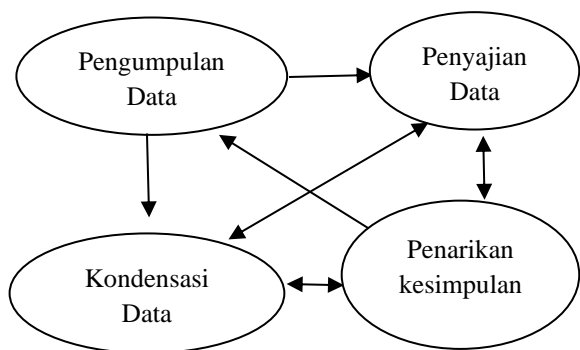 Pengumpulan
Data
Penyajian
Data
Kondensasi
Data
Penarikan
kesimpulan